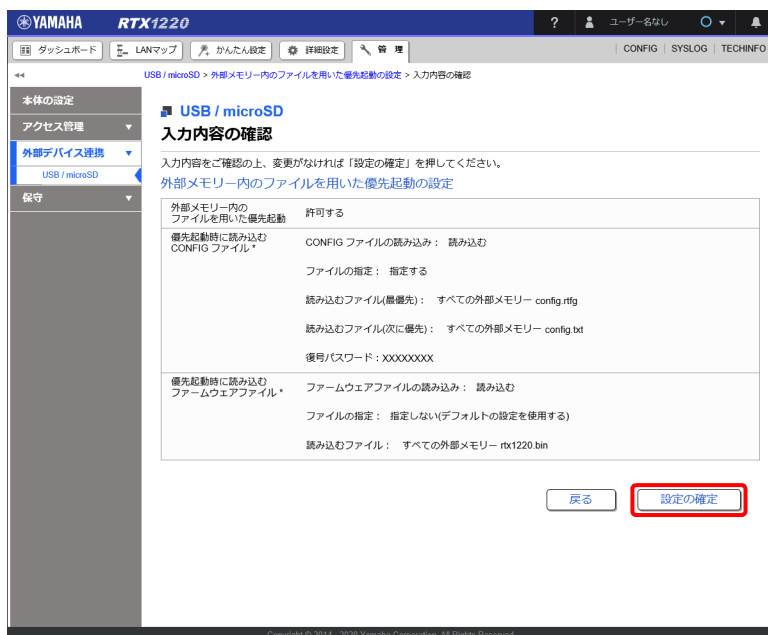 YAMAHA RTX1220 ? ユーザーなし
ダッシュボード LANマップ かんたん設定 詳細設定 管 理 CONFIG SYSLOG TECHINFO
USB / microSD > 外部メモリー内のファイルを用いた優先起動の設定 > 入力内容の確認
本体の設定
アクセス管理
外部デバイス連携
USB / microSD
保守
USB / microSD
入力内容の確認
入力内容をご確認の上、変更がなければ「設定の確定」を押してください。
外部メモリー内のファイルを用いた優先起動の設定
外部メモリー内の
ファイルを用いた優先起動
許可する
優先起動時に読み込む
CONFIG ファイル *
CONFIG ファイルの読み込み： 読み込む
ファイルの指定： 指定する
読み込むファイル(最優先)： すべての外部メモリー config.rtfg
読み込むファイル(次に優先)： すべての外部メモリー config.txt
復号パスワード：XXXXXXXX
優先起動時に読み込む
ファームウェアファイル *
ファームウェアファイルの読み込み： 読み込む
ファイルの指定： 指定しない(デフォルトの設定を使用する)
読み込むファイル： すべての外部メモリー rtx1220.bin
戻る 設定の確定
Copyright © 2014 - 2020 Yamaha Corporation. All Rights Reserved.